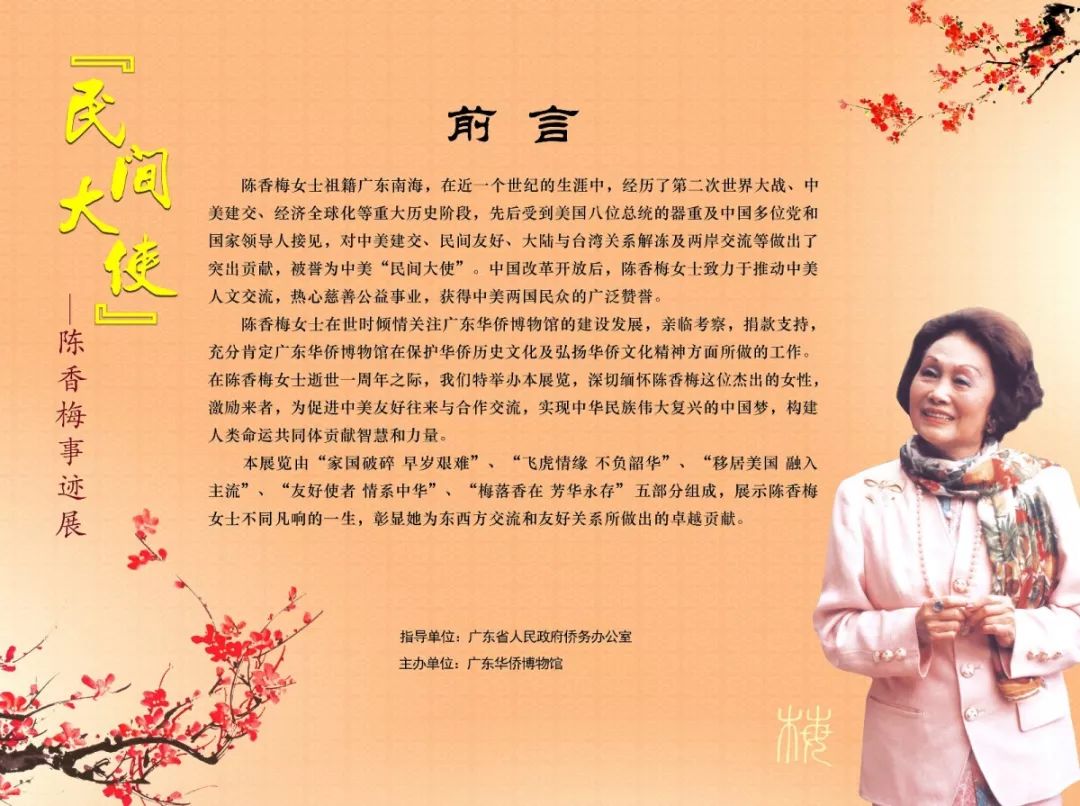 『民间大使』
—陈香梅事迹展
前言
陈香梅女士祖籍广东南海，在近一个世纪的生涯中，经历了第二次世界大战、中
美建交、经济全球化等重大历史阶段，先后受到美国八位总统的器重及中国多位党和
国家领导人接见，对中美建交、民间友好、大陆与台湾关系解冻及两岸交流等做出了
突出贡献，被誉为中美“民间大使”。中国改革开放后，陈香梅女士致力于推动中美
人文交流，热心慈善公益事业，获得中美两国民众的广泛赞誉。
陈香梅女士在世时倾情关注广东华侨博物馆的建设发展，亲临考察，捐款支持，
充分肯定广东华侨博物馆在保护华侨历史文化及弘扬华侨文化精神方面所做的工作。
在陈香梅女士逝世一周年之际，我们特举办本展览，深切缅怀陈香梅这位杰出的女性，
激励来者，为促进中美友好往来与合作交流，实现中华民族伟大复兴的中国梦，构建
人类命运共同体贡献智慧和力量。
本展览由“家国破碎 早岁艰难”、“飞虎情缘 不负韶华”、“移居美国 融入
主流”、“友好使者 情系中华”、“梅落香在 芳华永存”五部分组成，展示陈香梅
女士不同凡响的一生，彰显她为东西方交流和友好关系所做出的卓越贡献。
指导单位：广东省人民政府侨务办公室
主办单位：广东华侨博物馆
梅